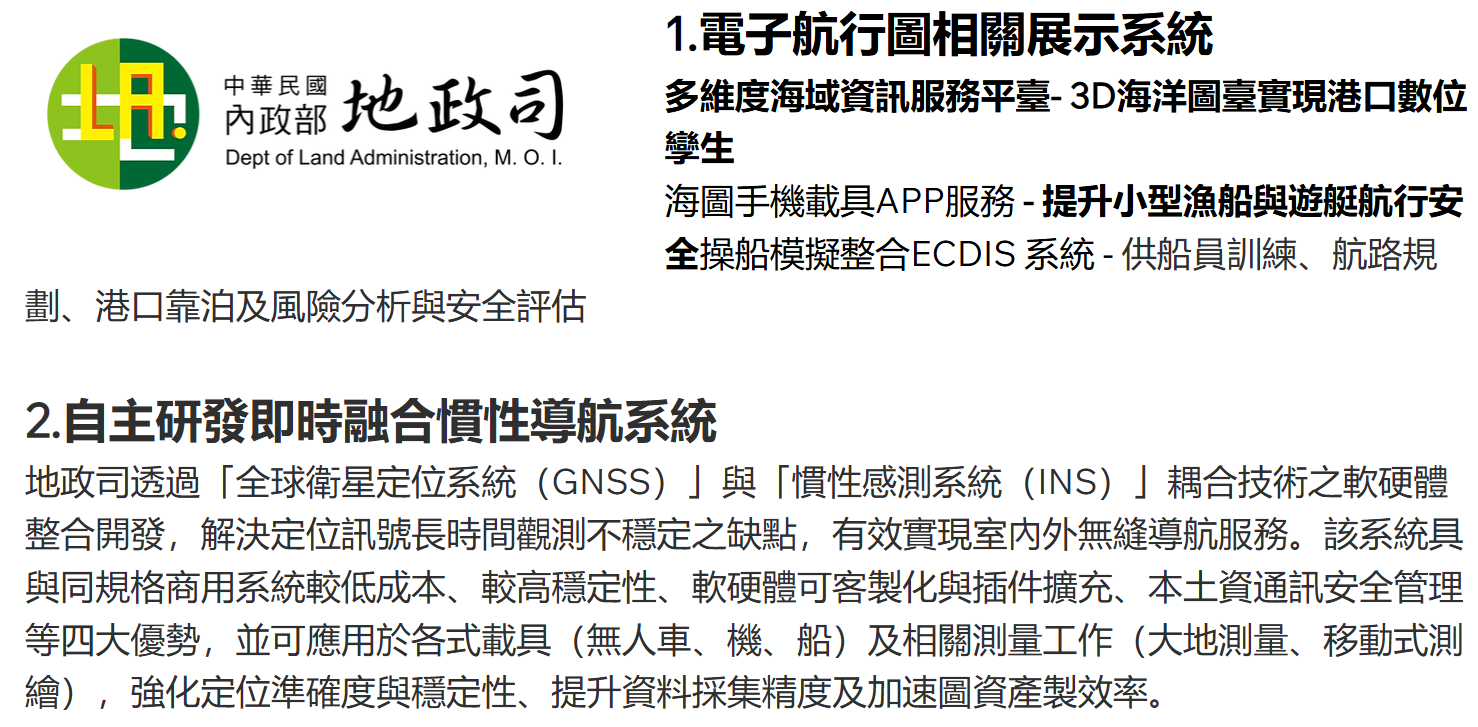 LA.
中華民國
內政部
地政司
Dept of Land Administration, M. O. I.
1.電子航行圖相關展示系統
多維度海域資訊服務平臺- 3D海洋圖臺實現港口數位
孿生
海圖手機載具APP服務 - 提升小型漁船與遊艇航行安
全操船模擬整合ECDIS 系統 - 供船員訓練、航路規
劃、港口靠泊及風險分析與安全評估
2.自主研發即時融合慣性導航系統
地政司透過「全球衛星定位系統（GNSS）」與「慣性感測系統（INS）」耦合技術之軟硬體
整合開發，解決定位訊號長時間觀測不穩定之缺點，有效實現室內外無縫導航服務。該系統具
與同規格商用系統較低成本、較高穩定性、軟硬體可客製化與插件擴充、本土資通訊安全管理
等四大優勢，並可應用於各式載具（無人車、機、船）及相關測量工作（大地測量、移動式測
繪），強化定位準確度與穩定性、提升資料採集精度及加速圖資產製效率。